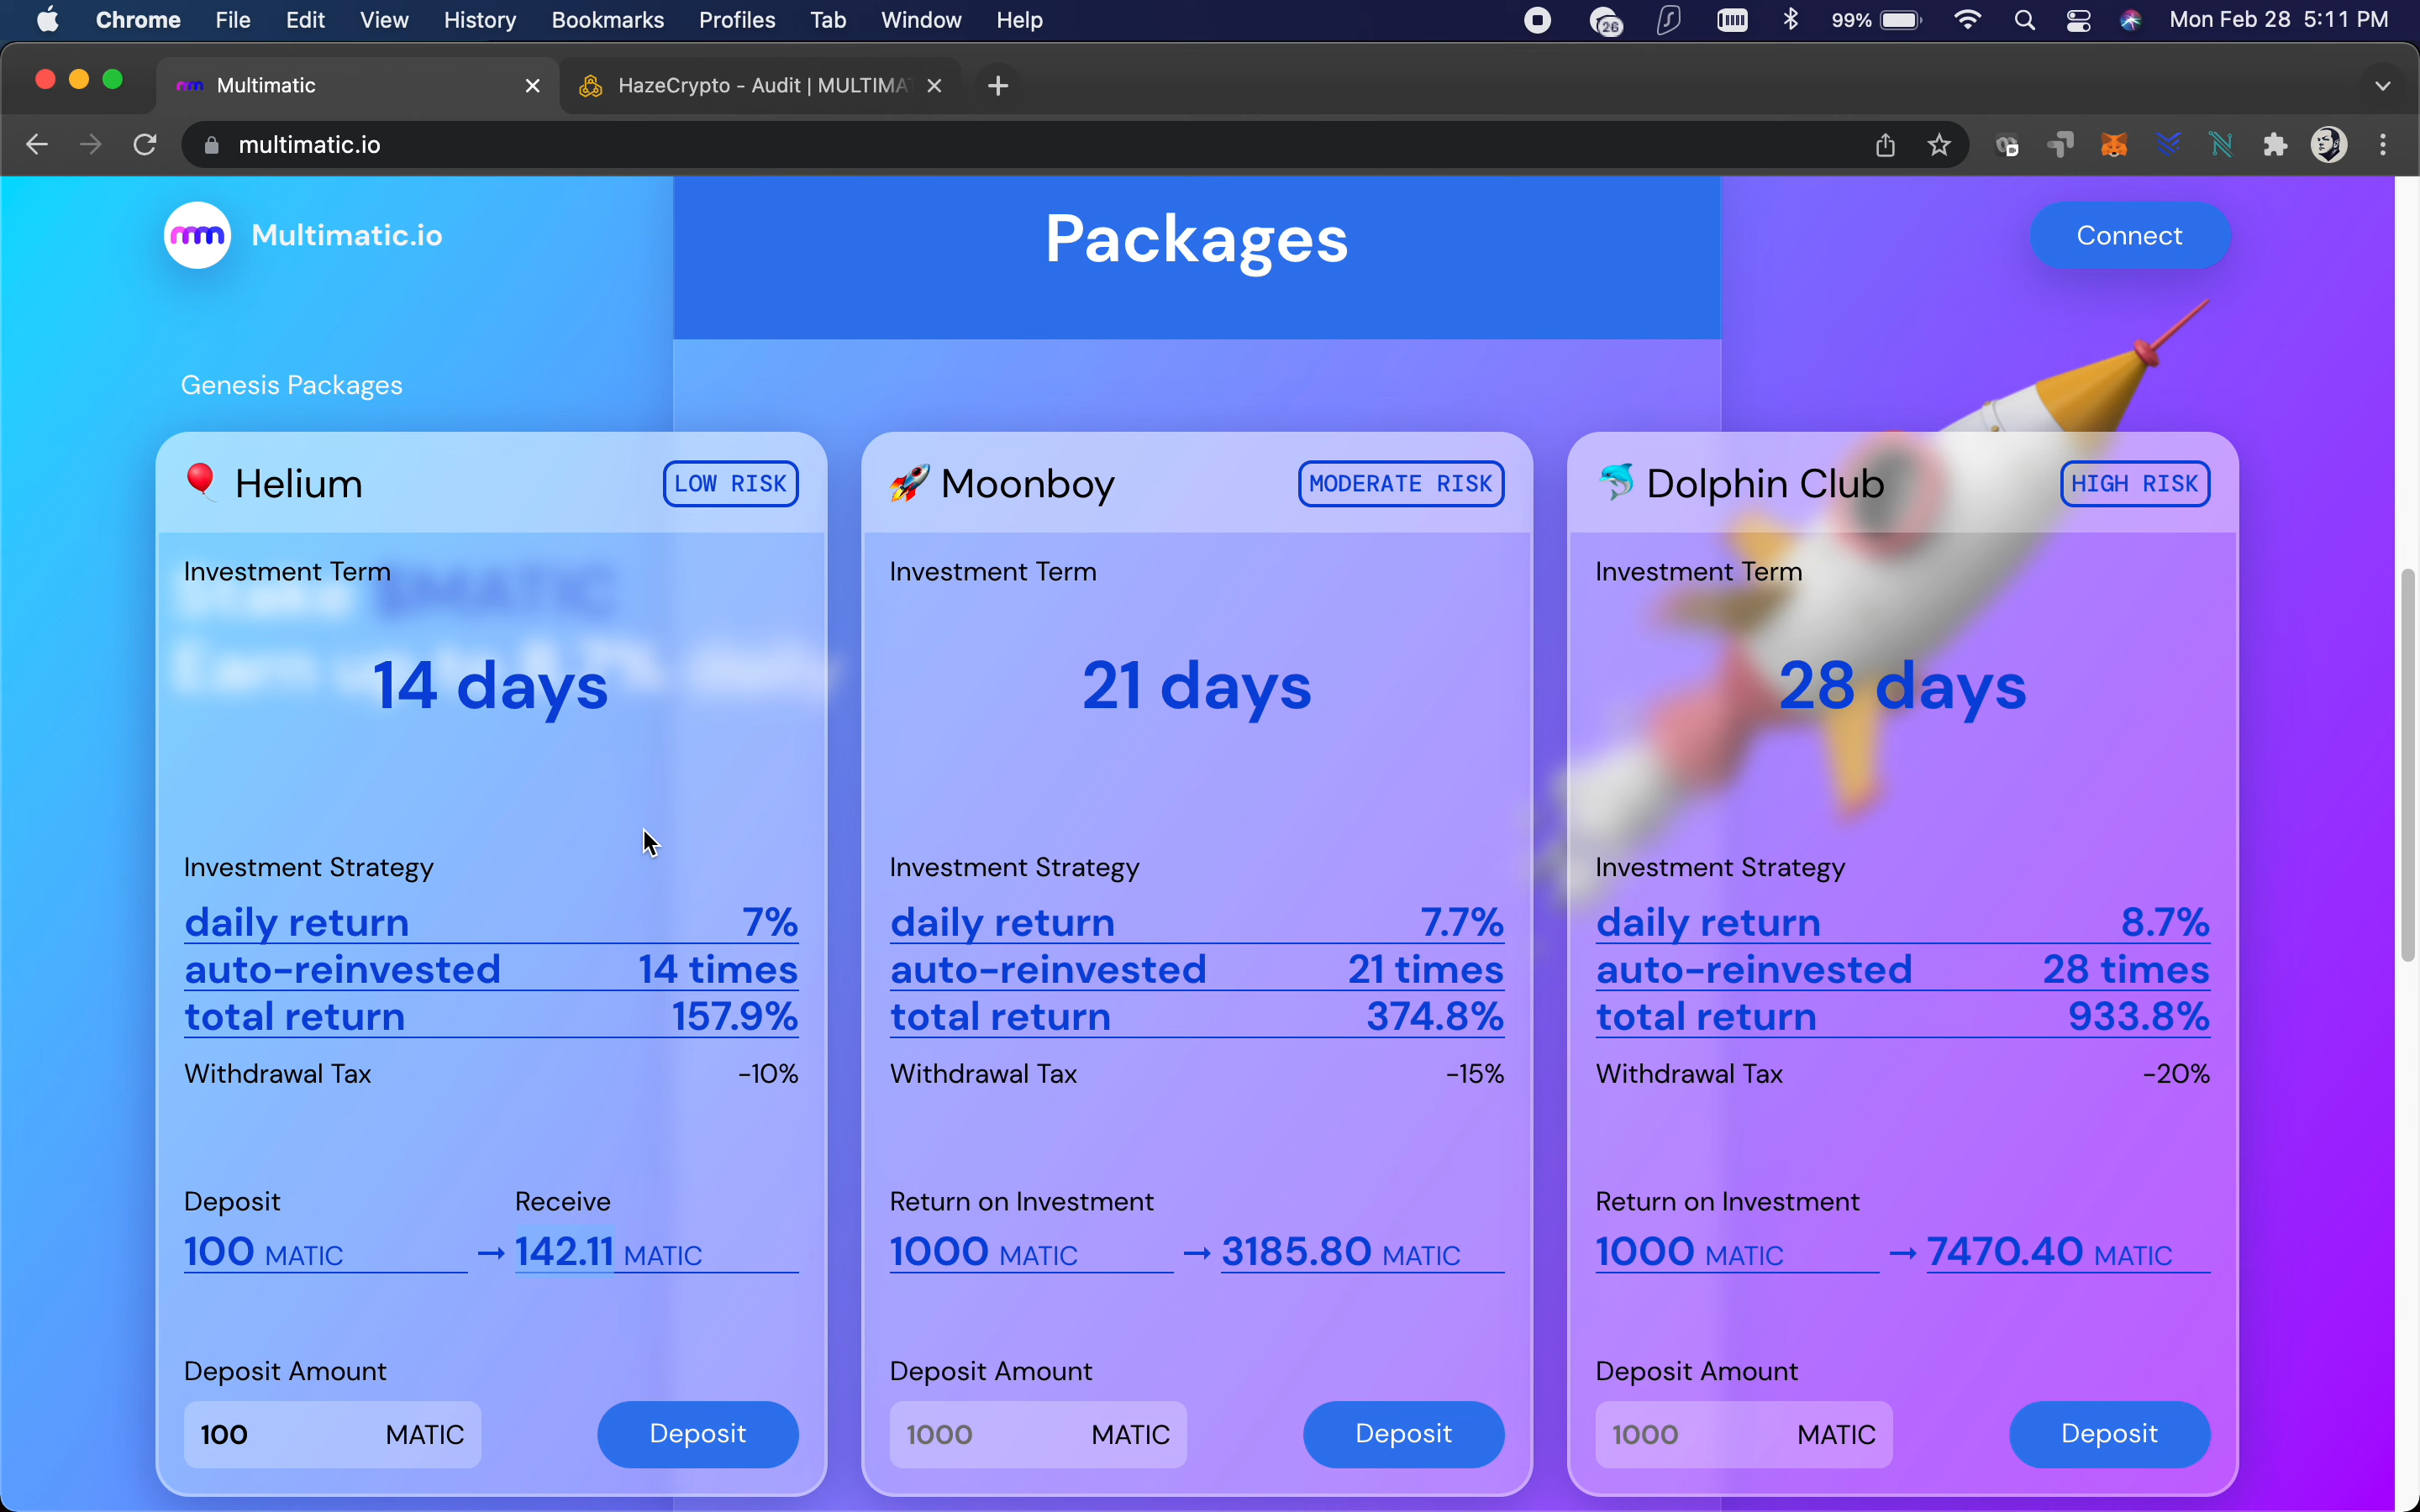 Chrome File Edit View History Bookmarks Profiles Tab Window Help 26 99% Mon Feb 28 5:11 PM
Multimatic HazeCrypto - Audit | MULTIMA
multimatic.io
Multimatic.io
Packages
Connect
Genesis Packages
Helium LOW RISK
Investment Term
14 days
Investment Strategy
daily return 7%
auto-reinvested 14 times
total return 157.9%
Withdrawal Tax -10%
Deposit Receive
100 MATIC → 142.11 MATIC
Deposit Amount
100 MATIC Deposit
Moonboy MODERATE RISK
Investment Term
21 days
Investment Strategy
daily return 7.7%
auto-reinvested 21 times
total return 374.8%
Withdrawal Tax -15%
Return on Investment
1000 MATIC → 3185.80 MATIC
Deposit Amount
1000 MATIC Deposit
Dolphin Club HIGH RISK
Investment Term
28 days
Investment Strategy
daily return 8.7%
auto-reinvested 28 times
total return 933.8%
Withdrawal Tax -20%
Return on Investment
1000 MATIC → 7470.40 MATIC
Deposit Amount
1000 MATIC Deposit